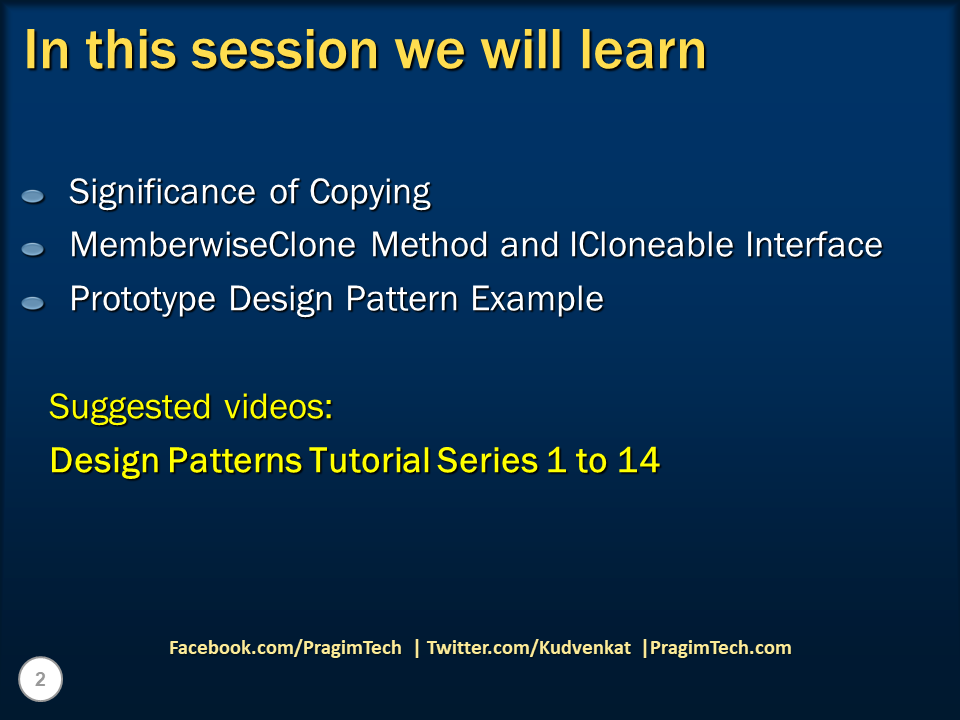 In this session we will learn
Significance of Copying
MemberwiseClone Method and ICloneable Interface
Prototype Design Pattern Example
Suggested videos:
Design Patterns Tutorial Series 1 to 14
Facebook.com/PragimTech | Twitter.com/Kudvenkat |PragimTech.com
2